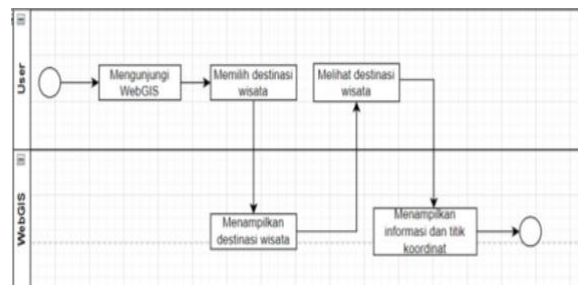 User
Mengunjungi
WebGIS
Memilih destinasi
wisata
Melihat destinasi
wisata
WebGIS
Menampilkan
destinasi wisata
Menampilkan
informasi dan titik
koordinat